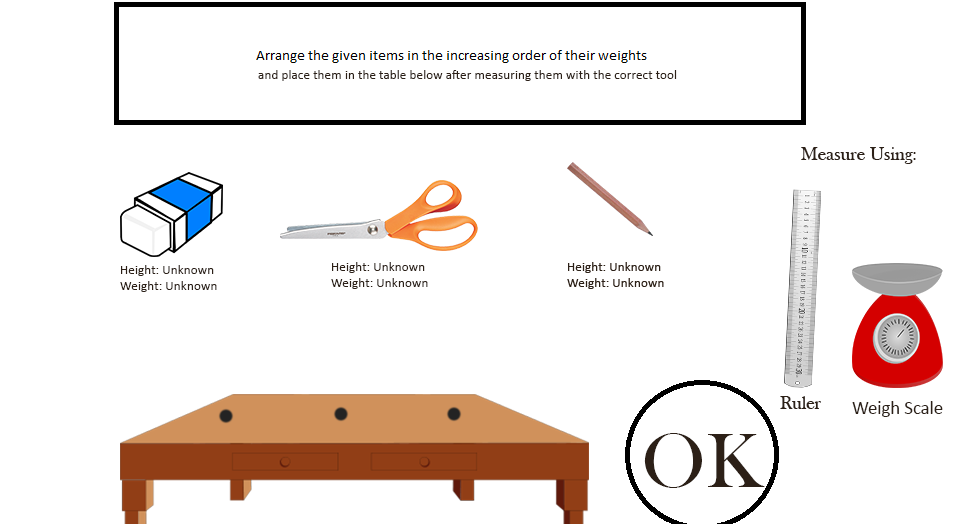 Arrange the given items in the increasing order of their weights
and place them in the table below after measuring them with the correct tool
Measure Using:
Height: Unknown
Weight: Unknown
Height: Unknown
Weight: Unknown
Height: Unknown
Weight: Unknown
Ruler
Weigh Scale
OK